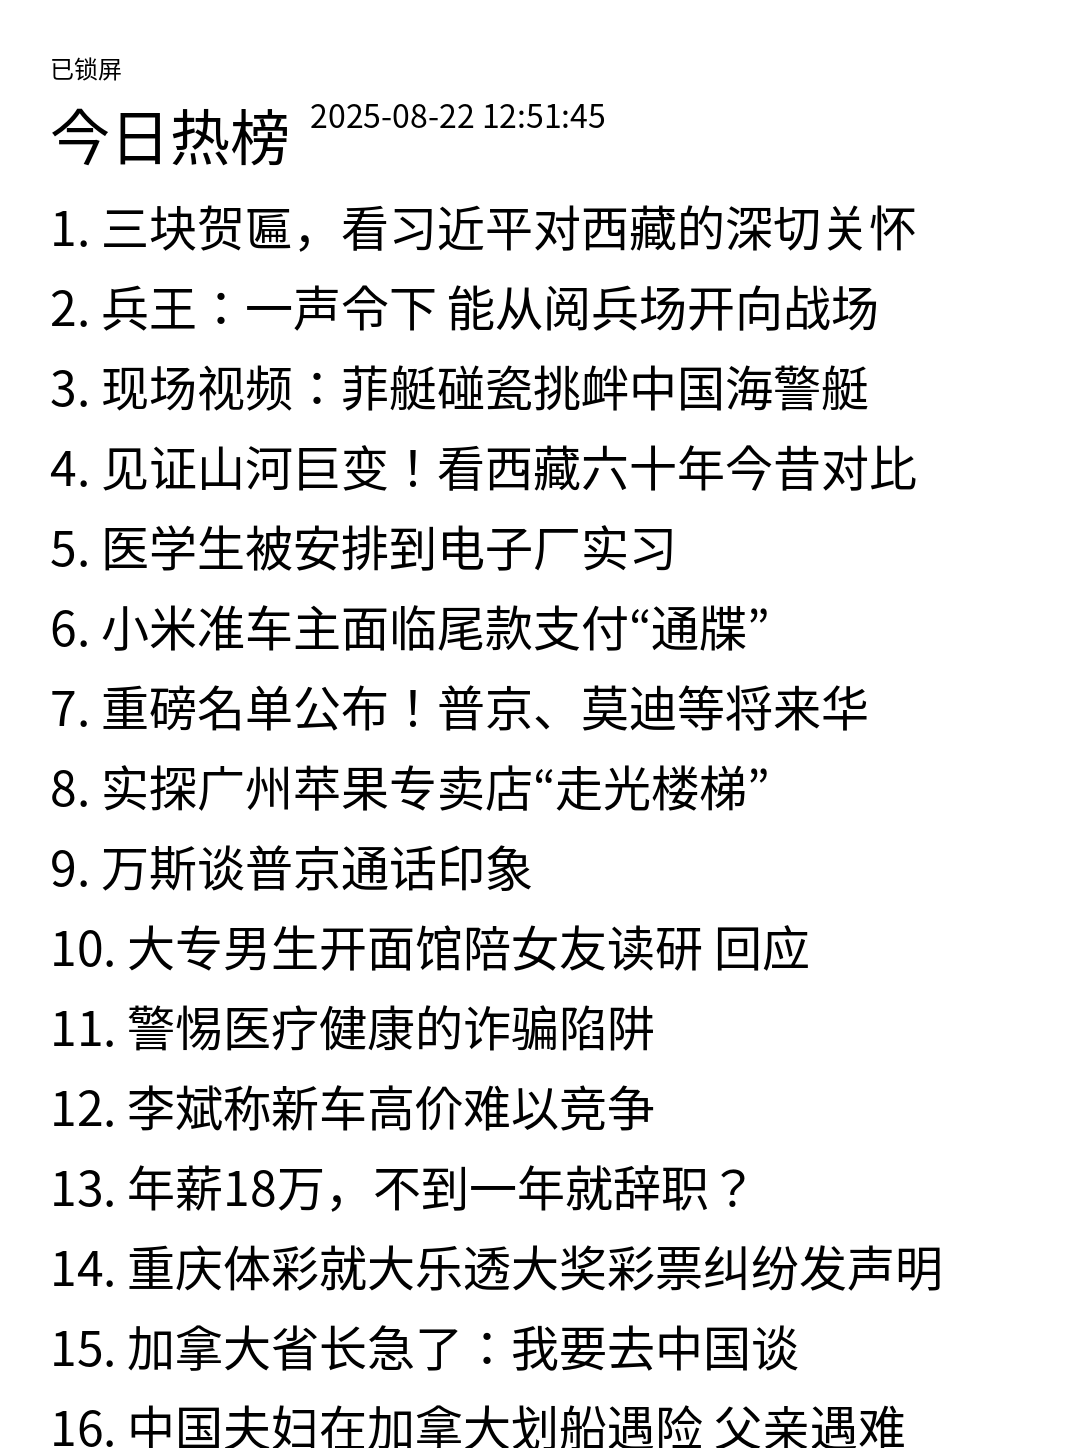 已锁屏
今日热榜 2025-08-22 12:51:45
1. 三块贺匾，看习近平对西藏的深切关怀
2. 兵王：一声令下 能从阅兵场开向战场
3. 现场视频：菲艇碰瓷挑衅中国海警艇
4. 见证山河巨变！看西藏六十年今昔对比
5. 医学生被安排到电子厂实习
6. 小米准车主面临尾款支付“通牒”
7. 重磅名单公布！普京、莫迪等将来华
8. 实探广州苹果专卖店“走光楼梯”
9. 万斯谈普京通话印象
10. 大专男生开面馆陪女友读研 回应
11. 警惕医疗健康的诈骗陷阱
12. 李斌称新车高价难以竞争
13. 年薪18万，不到一年就辞职？
14. 重庆体彩就大乐透大奖彩票纠纷发声明
15. 加拿大省长急了：我要去中国谈
16. 中国夫妇在加拿大划船遇险 父亲遇难